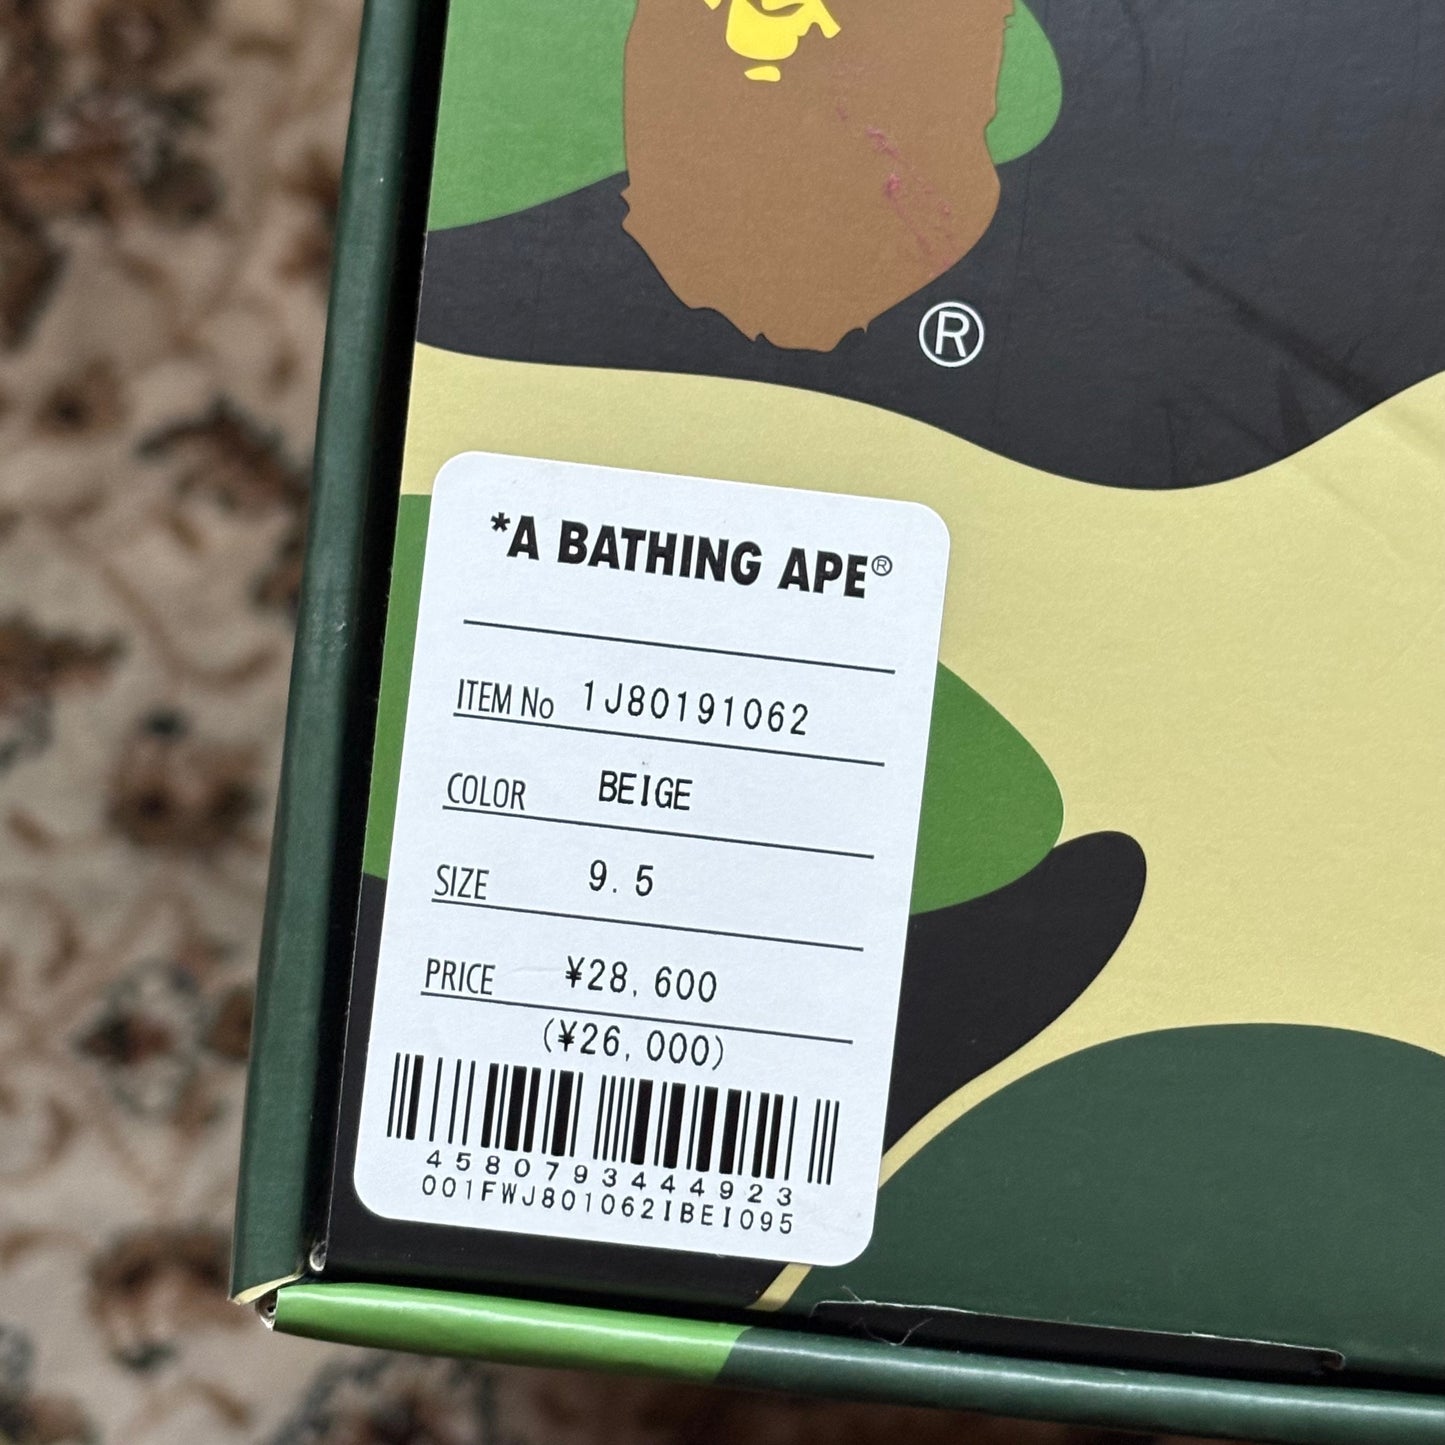 ®
*A BATHING APE®
ITEM No 1J80191062
COLOR BEIGE
SIZE 9.5
PRICE ¥28,600
(¥26,000)
4580793444923
001FWJ801062IBEI095